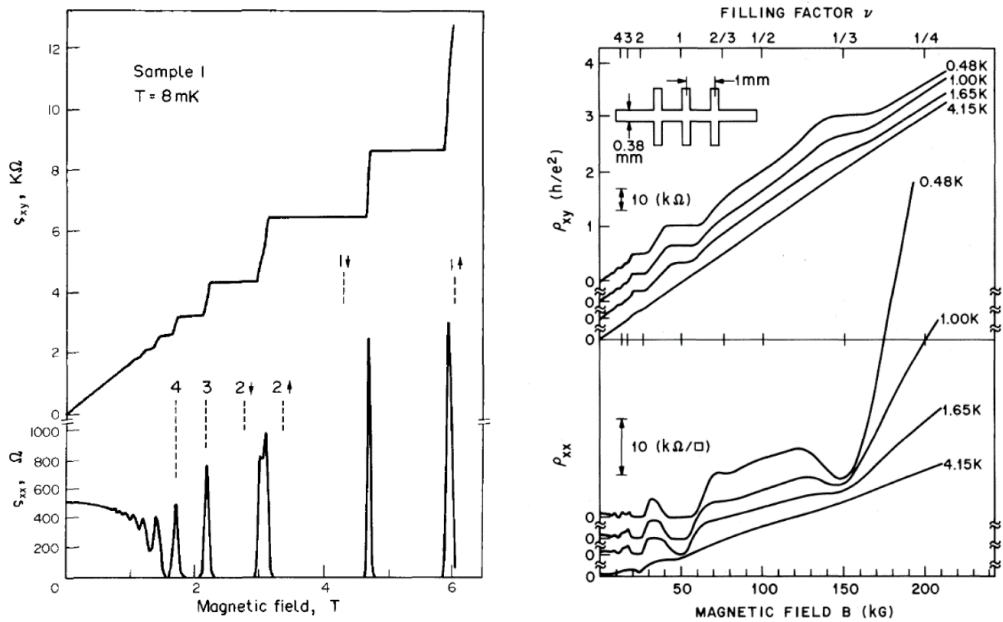 12
10
8
6
4
2
0
1000
800
600
400
200
0
ρxy, KΩ
ρxx, Ω
Sample 1
T = 8mK
1↓
1↑
4
3
2↓
2↑
0
2
4
6
Magnetic field, T
FILLING FACTOR ν
4 3 2
1
2/3
1/2
1/3
1/4
4
3
2
1
0
0
0
0
ρxy (h/e²)
1mm
0.38
mm
10 (kΩ)
0.48K
1.00K
1.65K
4.15K
0.48K
1.00K
1.65K
4.15K
10 (kΩ/□)
ρxx
0
0
0
0
0
50
100
150
200
MAGNETIC FIELD B (kG)